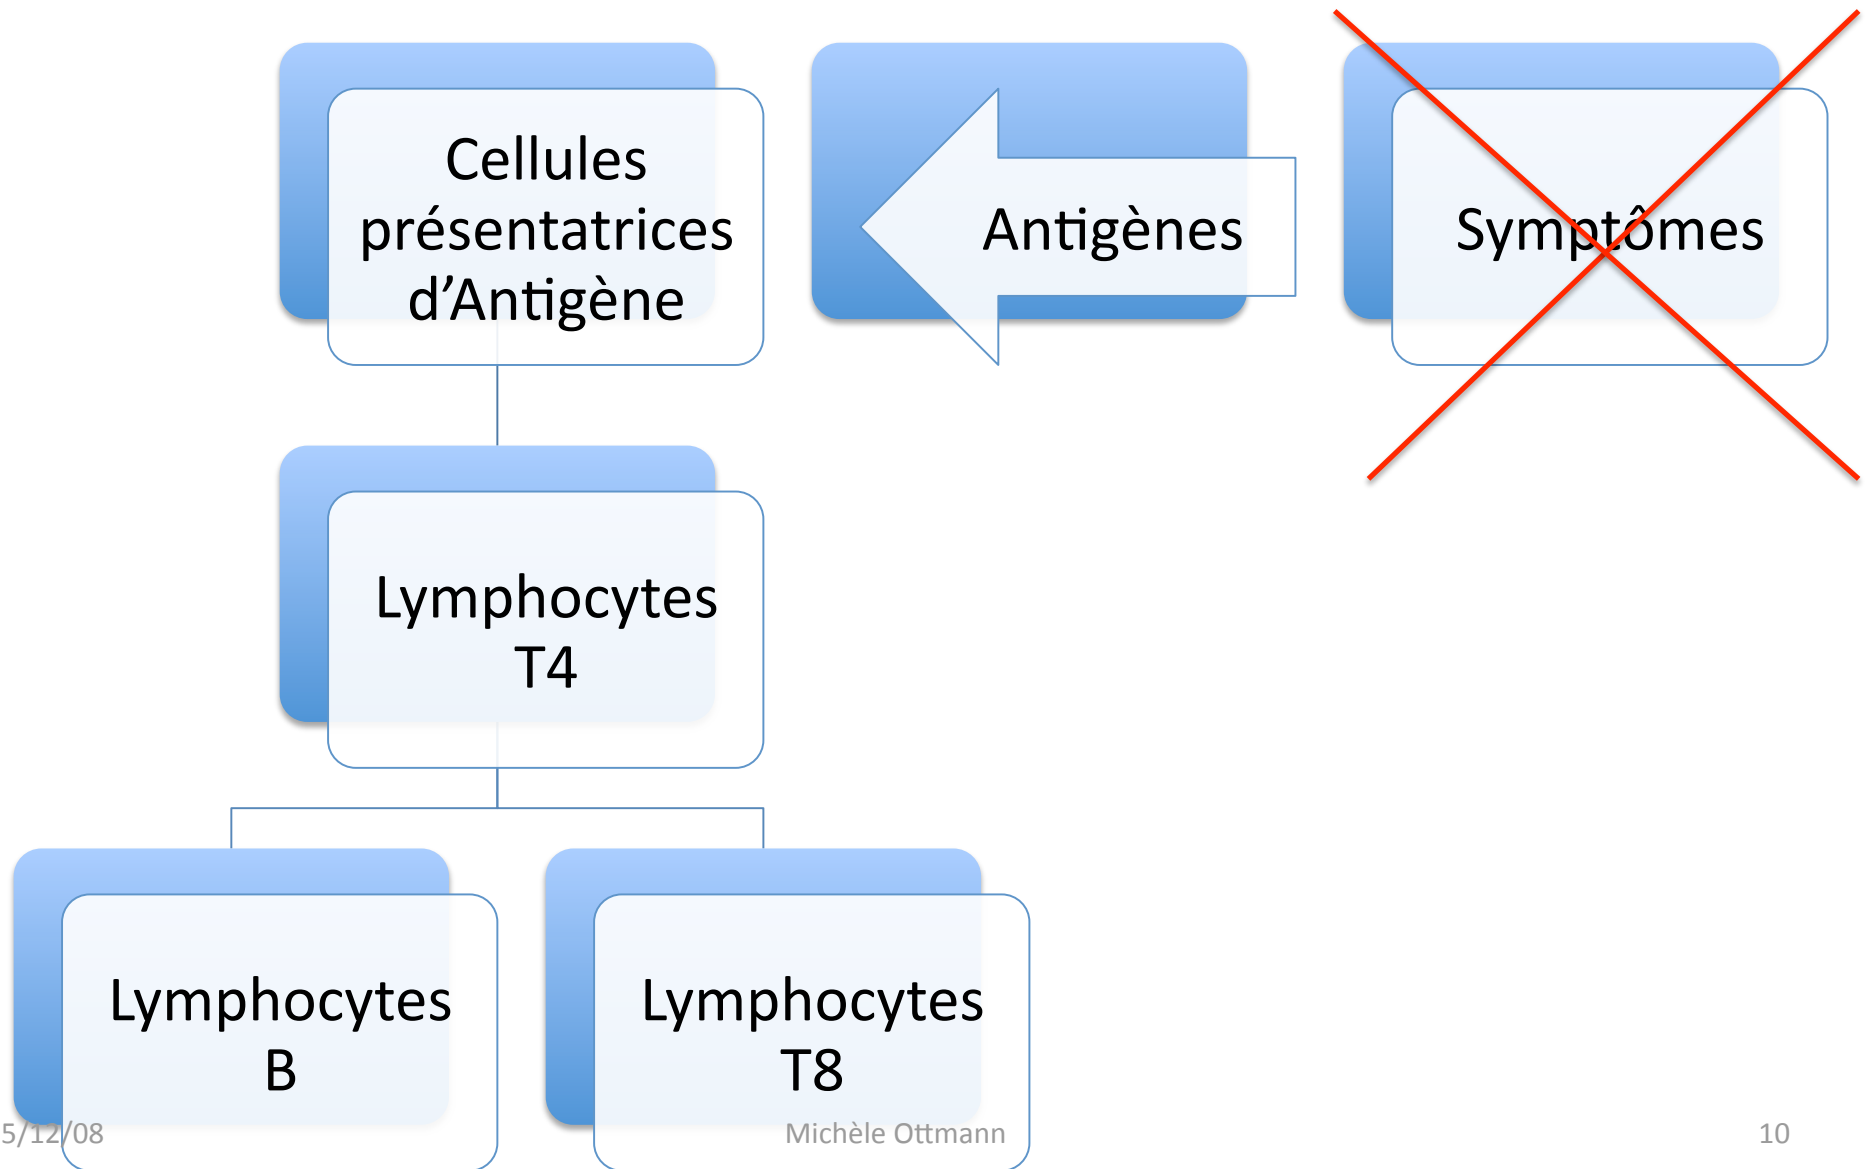 Cellules
présentatrices
d’Antigène
Antigènes
Symptômes
Lymphocytes
T4
Lymphocytes
B
Lymphocytes
T8
5/12/08
Michèle Ottmann
10